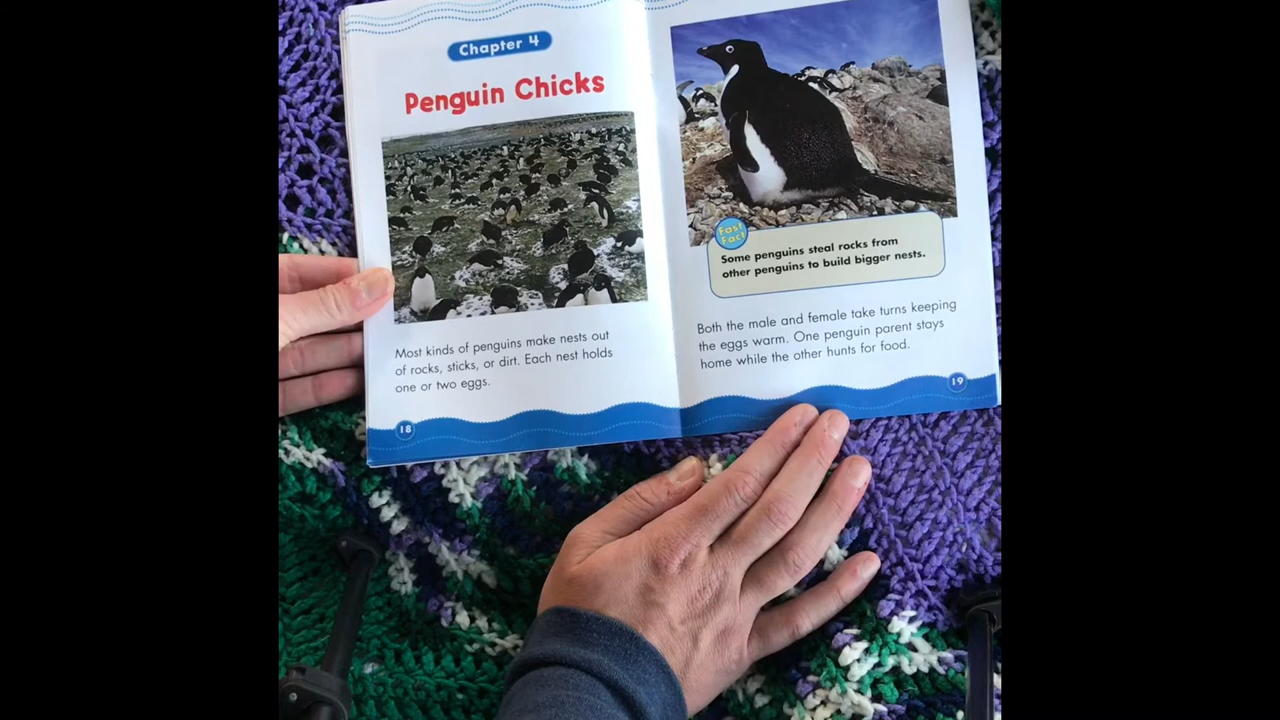 Chapter 4
Penguin Chicks
Most kinds of penguins make nests out
of rocks, sticks, or dirt. Each nest holds
one or two eggs.
18
Fast
Fact
Some penguins steal rocks from
other penguins to build bigger nests.
Both the male and female take turns keeping
the eggs warm. One penguin parent stays
home while the other hunts for food.
19